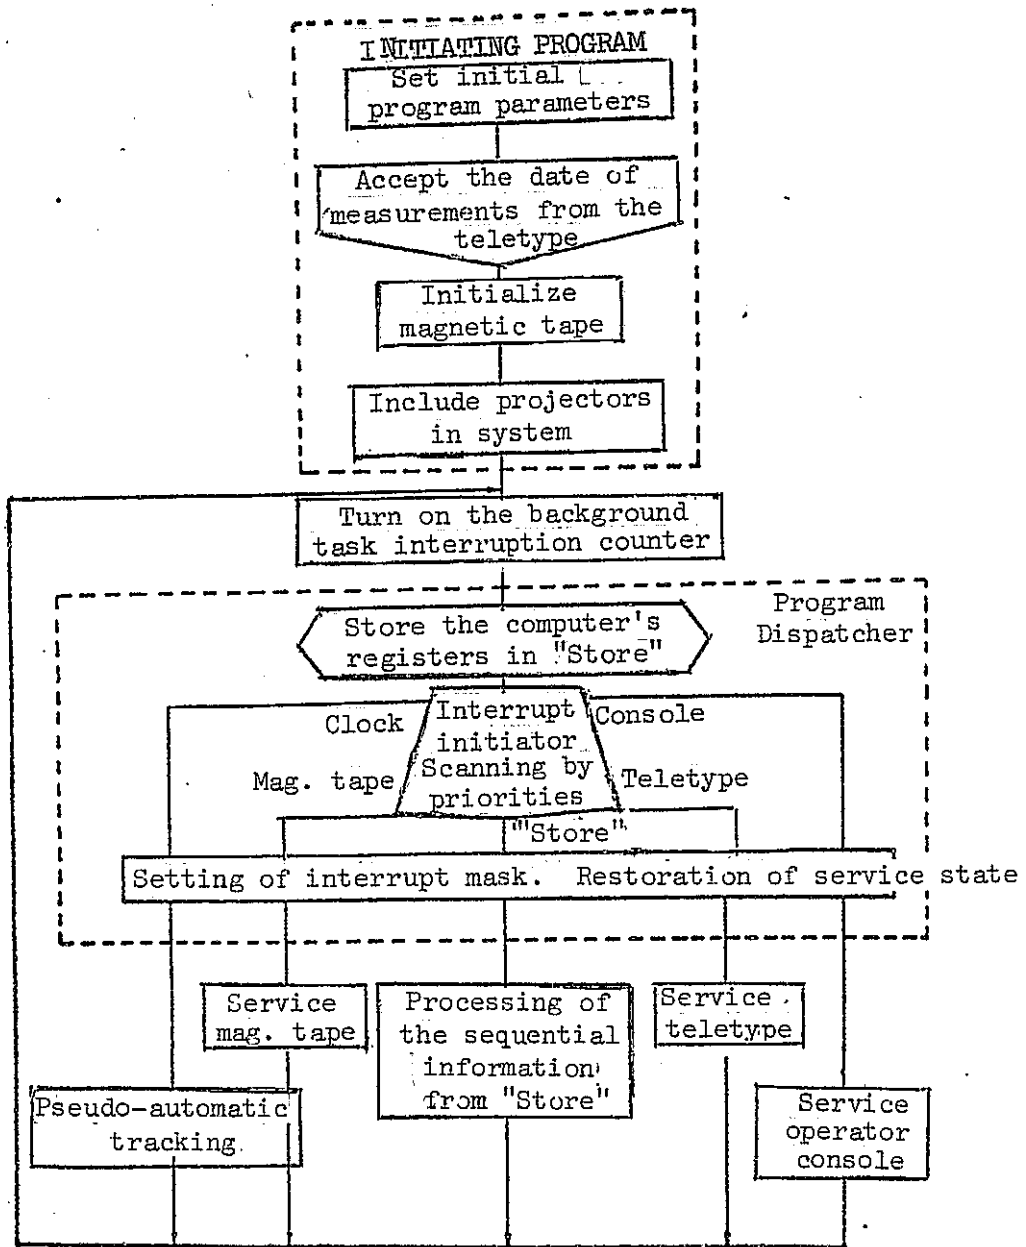 INITIATING PROGRAM
Set initial
program parameters
Accept the date of
measurements from the
teletype
Initialize
magnetic tape
Include projectors
in system
Turn on the background
task interruption counter
Program
Dispatcher
Store the computer's
registers in "Store"
Clock
Interrupt
initiator
Scanning by
priorities
Console
Mag. tape
Teletype
"Store"
Setting of interrupt mask. Restoration of service state
Service
mag. tape
Processing of
the sequential
information
from "Store"
Service
teletype
Pseudo-automatic
tracking
Service
operator
console